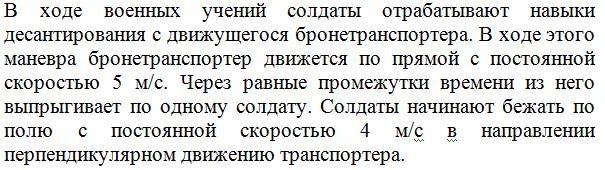 В ходе военных учений солдаты отрабатывают навыки
десантирования с движущегося бронетранспортера. В ходе этого
маневра бронетранспортер движется по прямой с постоянной
скоростью 5 м/с. Через равные промежутки времени из него
выпрыгивает по одному солдату. Солдаты начинают бежать по
полю с постоянной скоростью 4 м/с в направлении
перпендикулярном движению транспортера.